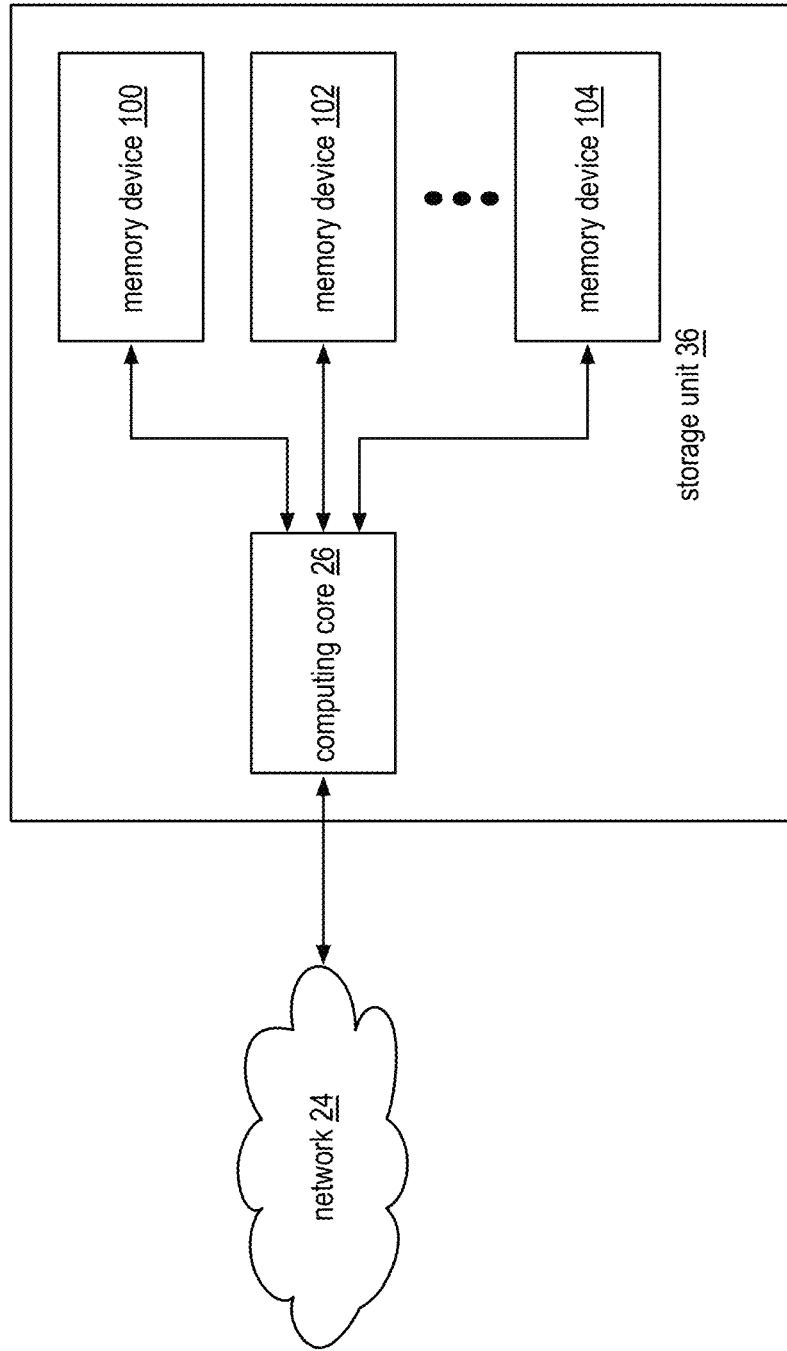 memory device 100
memory device 102
memory device 104
storage unit 36
computing core 26
network 24